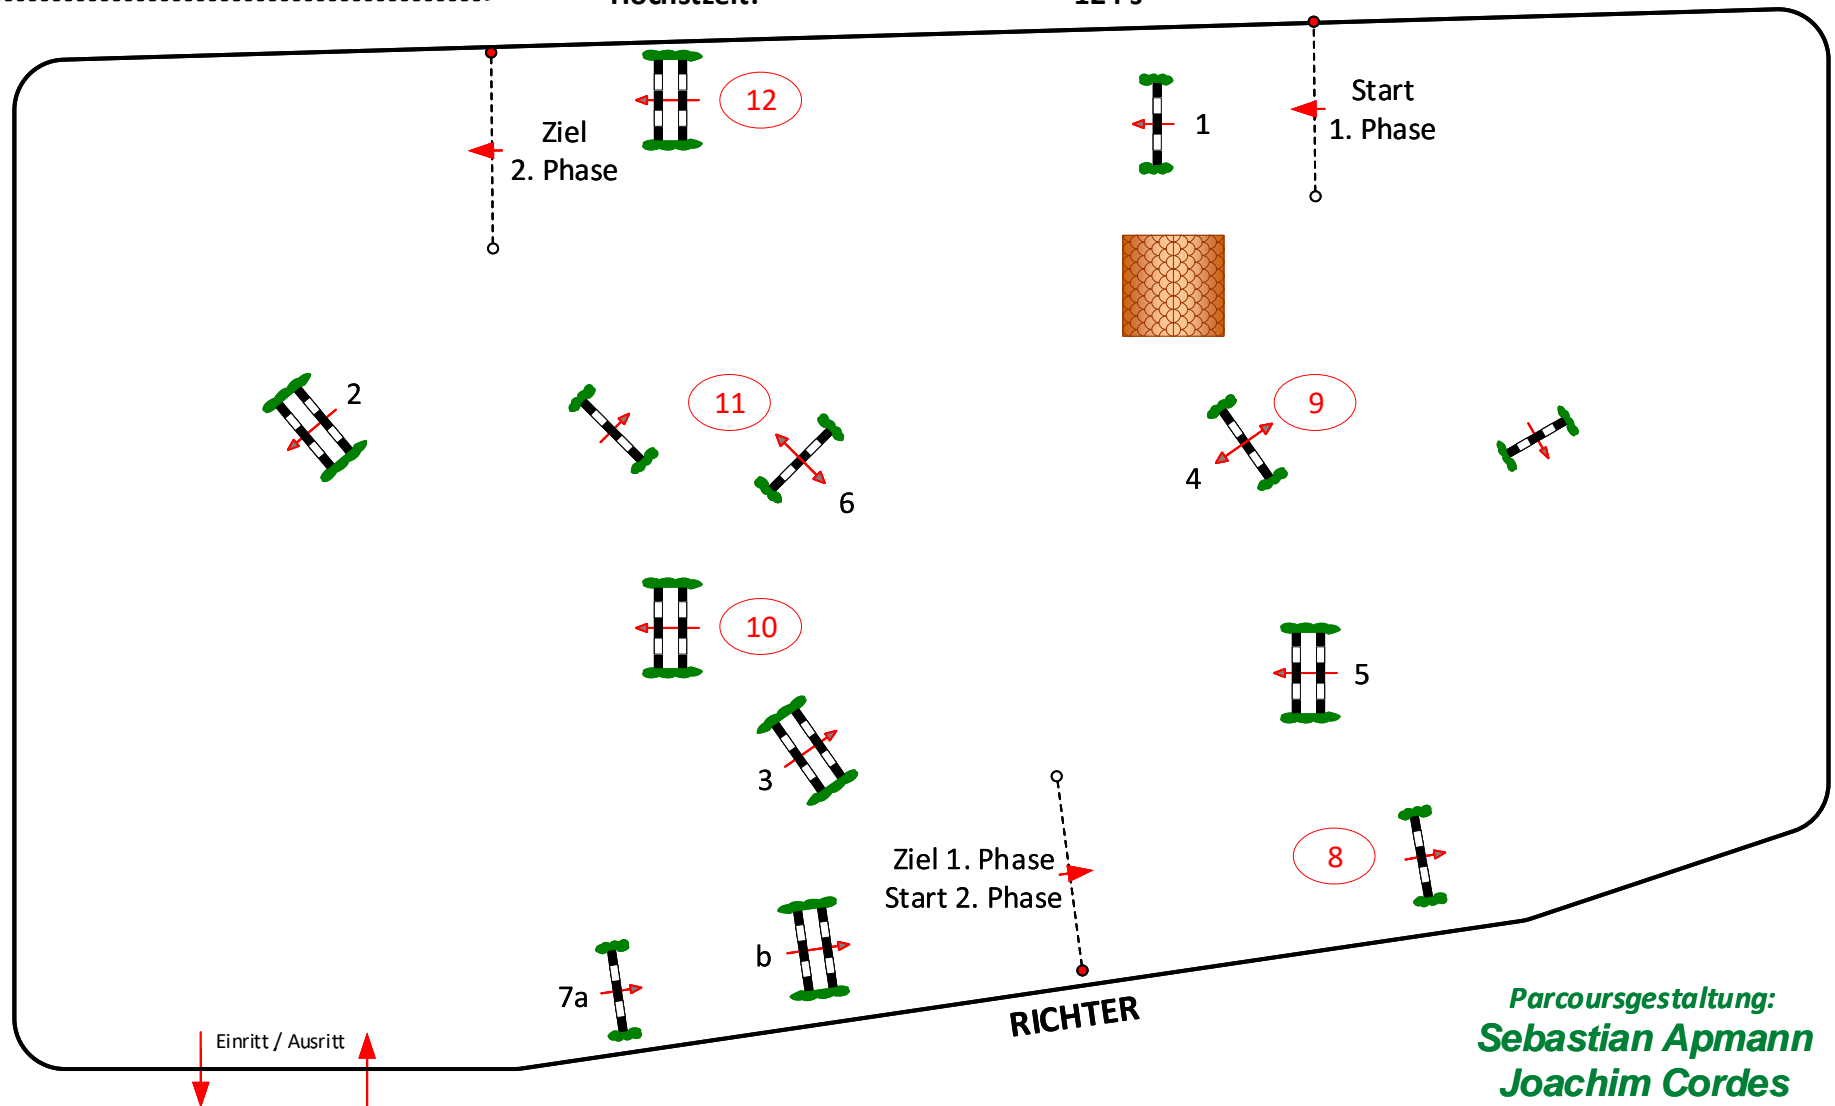 12
Start
1. Phase
1
Ziel
2. Phase
2
11
9
4
6
10
5
3
8
Ziel 1. Phase
Start 2. Phase
b
7a
RICHTER
Einritt / Ausritt
Parcoursgestaltung:
Sebastian Apmann
Joachim Cordes